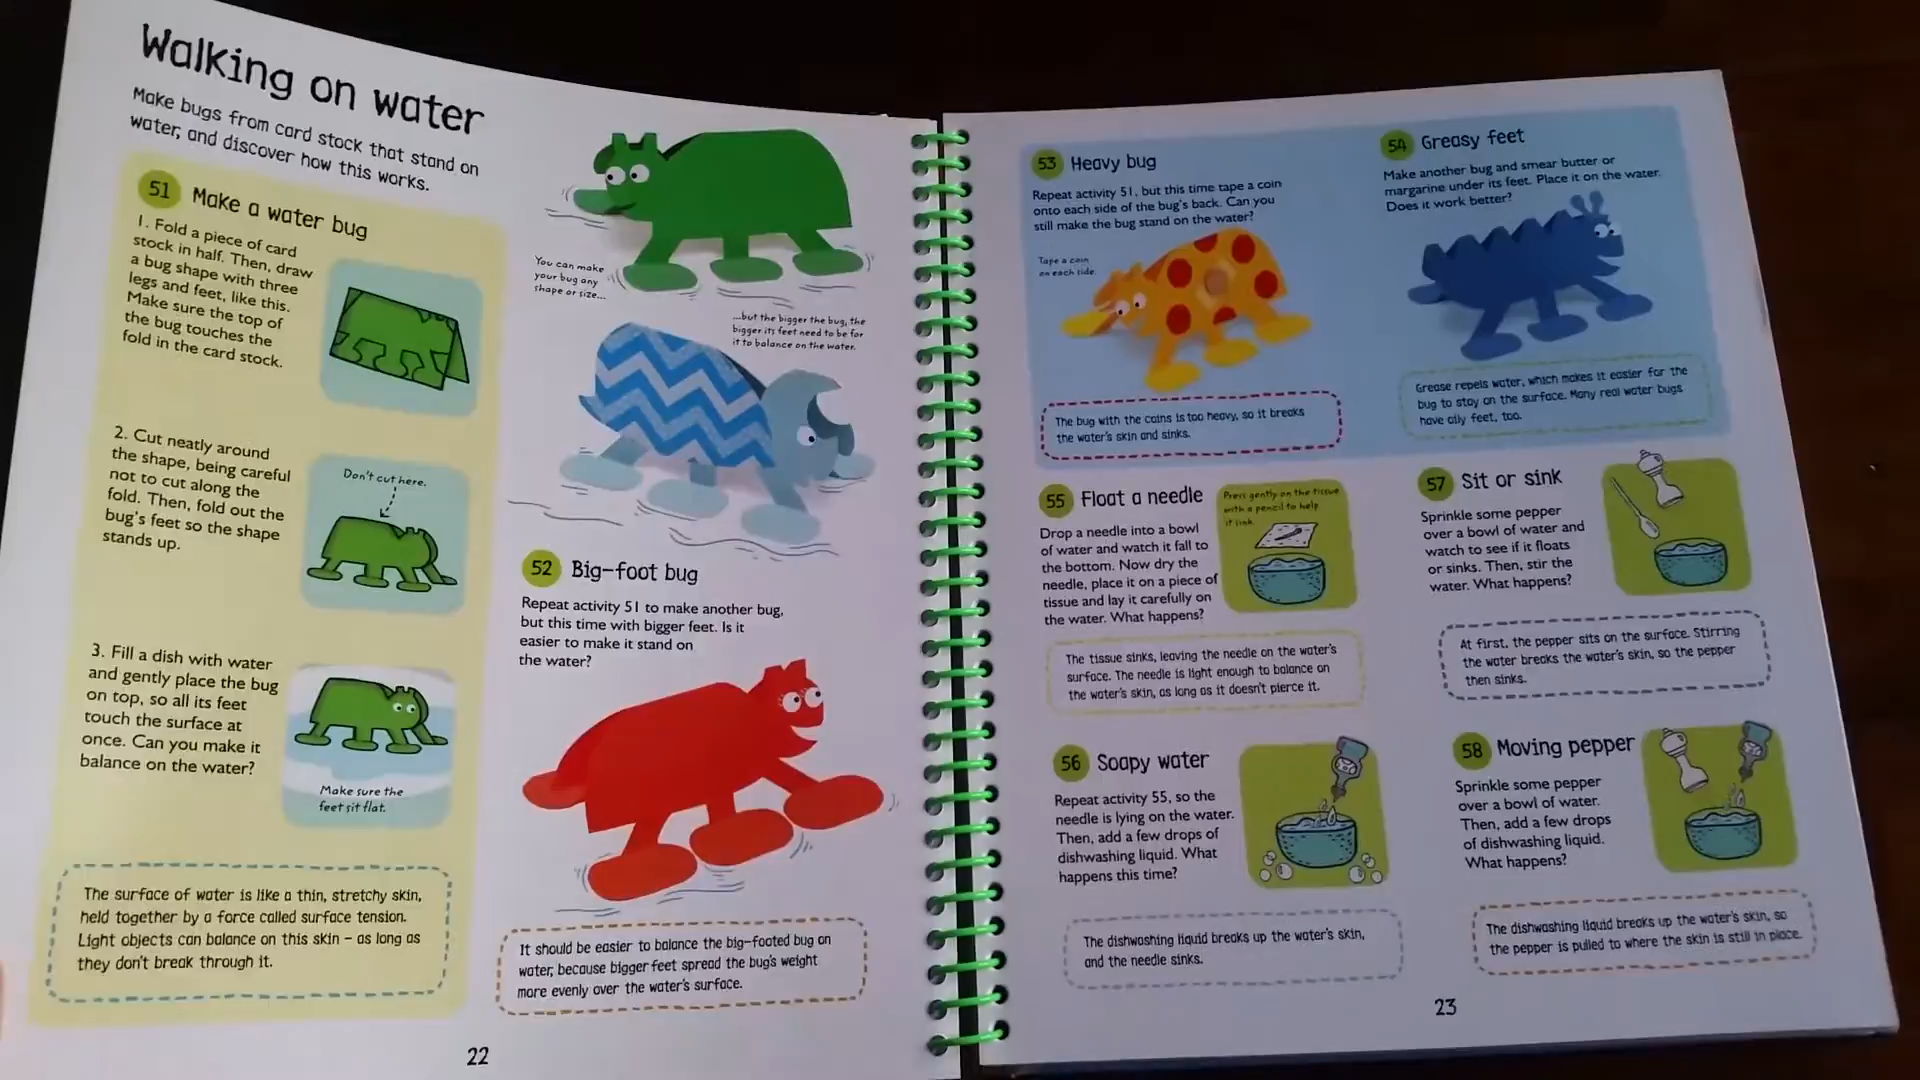 Walking on water
Make bugs from card stock that stand on
water, and discover how this works.
51 Make a water bug
1. Fold a piece of card
stock in half. Then, draw
a bug shape with three
legs and feet, like this.
Make sure the top of
the bug touches the
fold in the card stock.
2. Cut neatly around
the shape, being careful
not to cut along the
fold. Then, fold out the
bug's feet so the shape
stands up.
Don't cut here.
3. Fill a dish with water
and gently place the bug
on top, so all its feet
touch the surface at
once. Can you make it
balance on the water?
Make sure the
feet sit flat.
The surface of water is like a thin, stretchy skin,
held together by a force called surface tension.
Light objects can balance on this skin – as long as
they don't break through it.
You can make
your bug any
shape or size...
...but the bigger the bug, the
bigger its feet need to be for
it to balance on the water.
52 Big-foot bug
Repeat activity 51 to make another bug,
but this time with bigger feet. Is it
easier to make it stand on
the water?
It should be easier to balance the big-footed bug on
water, because bigger feet spread the bug's weight
more evenly over the water's surface.
22
53 Heavy bug
Repeat activity 51, but this time tape a coin
onto each side of the bug's back. Can you
still make the bug stand on the water?
Tape a coin
on each side.
The bug with the coins is too heavy, so it breaks
the water's skin and sinks.
54 Greasy feet
Make another bug and smear butter or
margarine under its feet. Place it on the water.
Does it work better?
Grease repels water, which makes it easier for the
bug to stay on the surface. Many real water bugs
have oily feet, too.
55 Float a needle
Drop a needle into a bowl
of water and watch it fall to
the bottom. Now dry the
needle, place it on a piece of
tissue and lay it carefully on
the water. What happens?
Press gently on the tissue
with a pencil to help
it sink.
The tissue sinks, leaving the needle on the water's
surface. The needle is light enough to balance on
the water's skin, as long as it doesn't pierce it.
56 Soapy water
Repeat activity 55, so the
needle is lying on the water.
Then, add a few drops of
dishwashing liquid. What
happens this time?
The dishwashing liquid breaks up the water's skin,
and the needle sinks.
57 Sit or sink
Sprinkle some pepper
over a bowl of water and
watch to see if it floats
or sinks. Then, stir the
water. What happens?
At first, the pepper sits on the surface. Stirring
the water breaks the water's skin, so the pepper
then sinks.
58 Moving pepper
Sprinkle some pepper
over a bowl of water.
Then, add a few drops
of dishwashing liquid.
What happens?
The dishwashing liquid breaks up the water's skin, so
the pepper is pulled to where the skin is still in place.
23